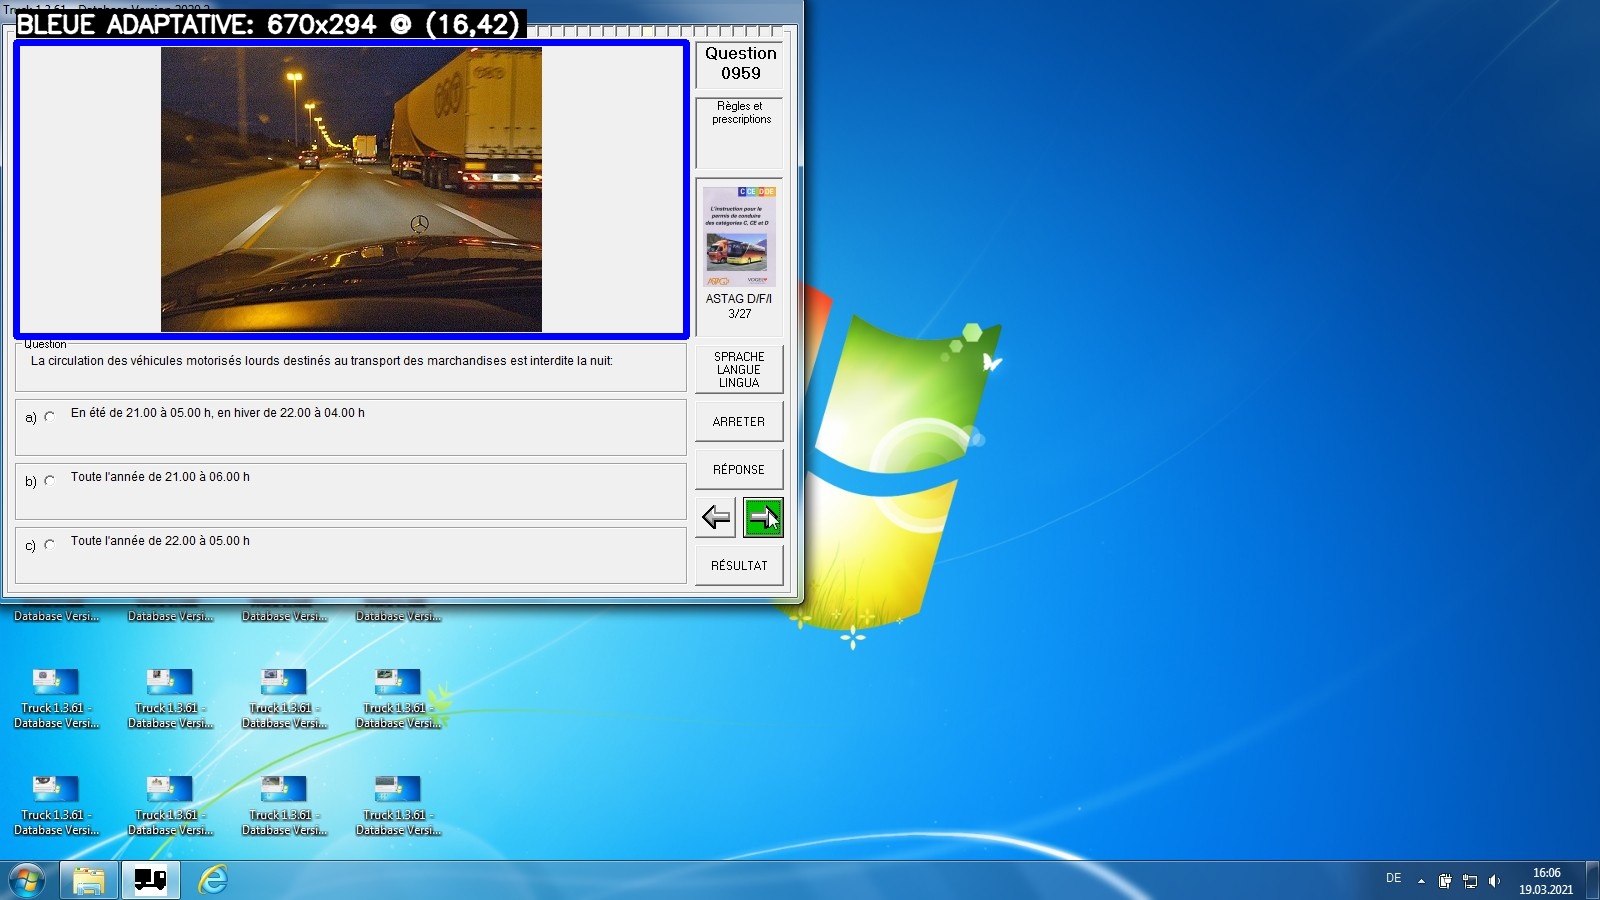 BLEUE ADAPTATIVE: 670x294 @ (16,42)
Question
0959
Règles et
prescriptions
C CE D DE
L'instruction pour le
permis de conduire
des catégories C, CE et D
ASTAG D/F/I
3/27
Question
La circulation des véhicules motorisés lourds destinés au transport des marchandises est interdite la nuit:
SPRACHE
LANGUE
LINGUA
a) En été de 21.00 à 05.00 h, en hiver de 22.00 à 04.00 h
ARRETER
b) Toute l'année de 21.00 à 06.00 h
RÉPONSE
c) Toute l'année de 22.00 à 05.00 h
RÉSULTAT
Database Versi... Database Versi... Database Versi... Database Versi...
Truck 1.3.61 - Truck 1.3.61 - Truck 1.3.61 - Truck 1.3.61 -
Database Versi... Database Versi... Database Versi... Database Versi...
Truck 1.3.61 - Truck 1.3.61 - Truck 1.3.61 - Truck 1.3.61 -
Database Versi... Database Versi... Database Versi... Database Versi...
DE
16:06
19.03.2021